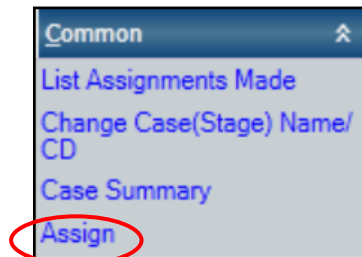 Common
List Assignments Made
Change Case(Stage) Name/
CD
Case Summary
Assign